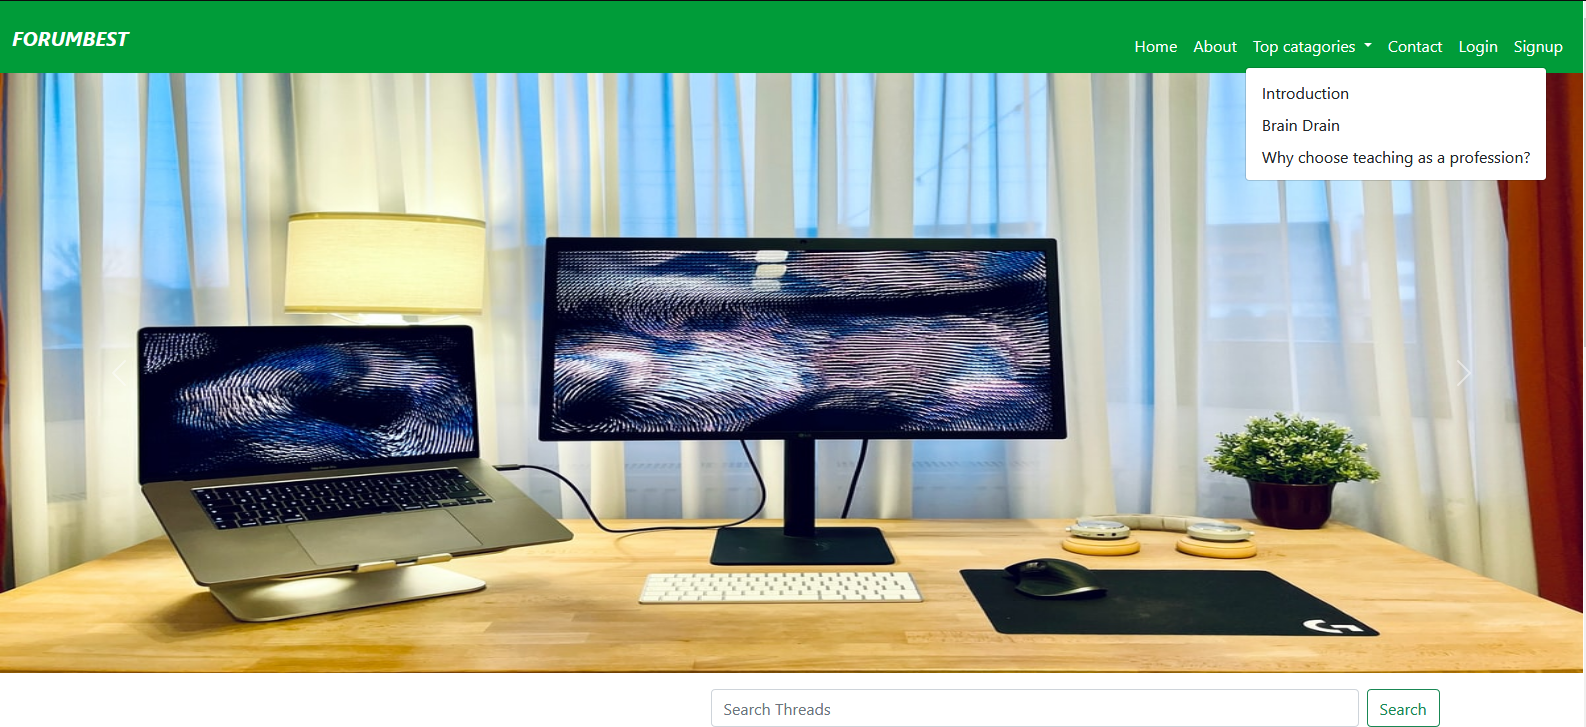 FORUMBEST
Home About Top catagories Contact Login Signup
Introduction
Brain Drain
Why choose teaching as a profession?
Search Threads Search